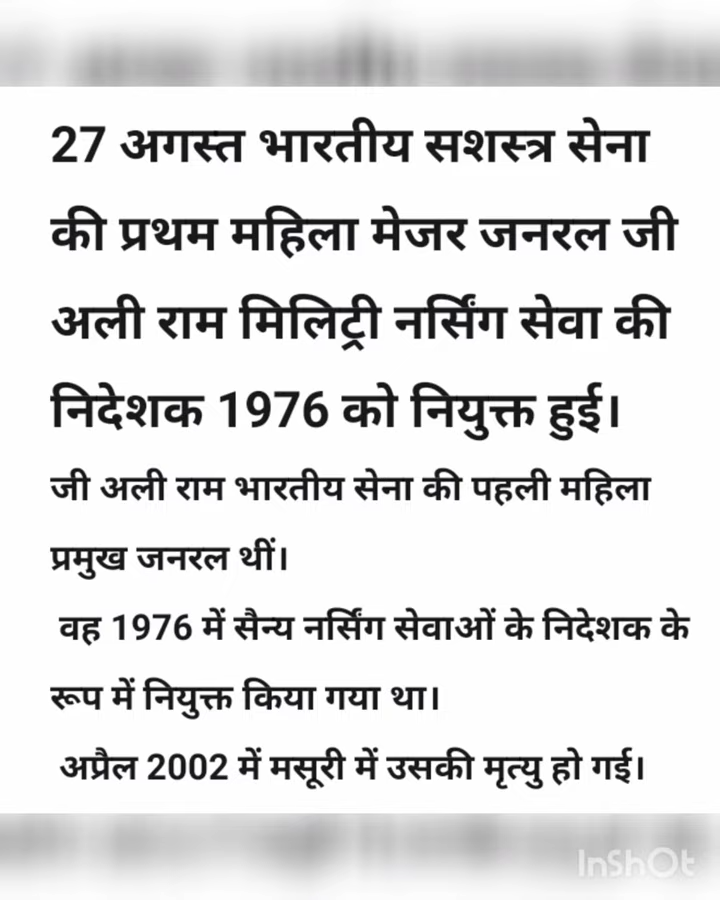 27 अगस्त भारतीय सशस्त्र सेना
की प्रथम महिला मेजर जनरल जी
अली राम मिलिट्री नर्सिंग सेवा की
निदेशक 1976 को नियुक्त हुई।
जी अली राम भारतीय सेना की पहली महिला
प्रमुख जनरल थीं।
वह 1976 में सैन्य नर्सिंग सेवाओं के निदेशक के
रूप में नियुक्त किया गया था।
अप्रैल 2002 में मसूरी में उसकी मृत्यु हो गई।
InShOt